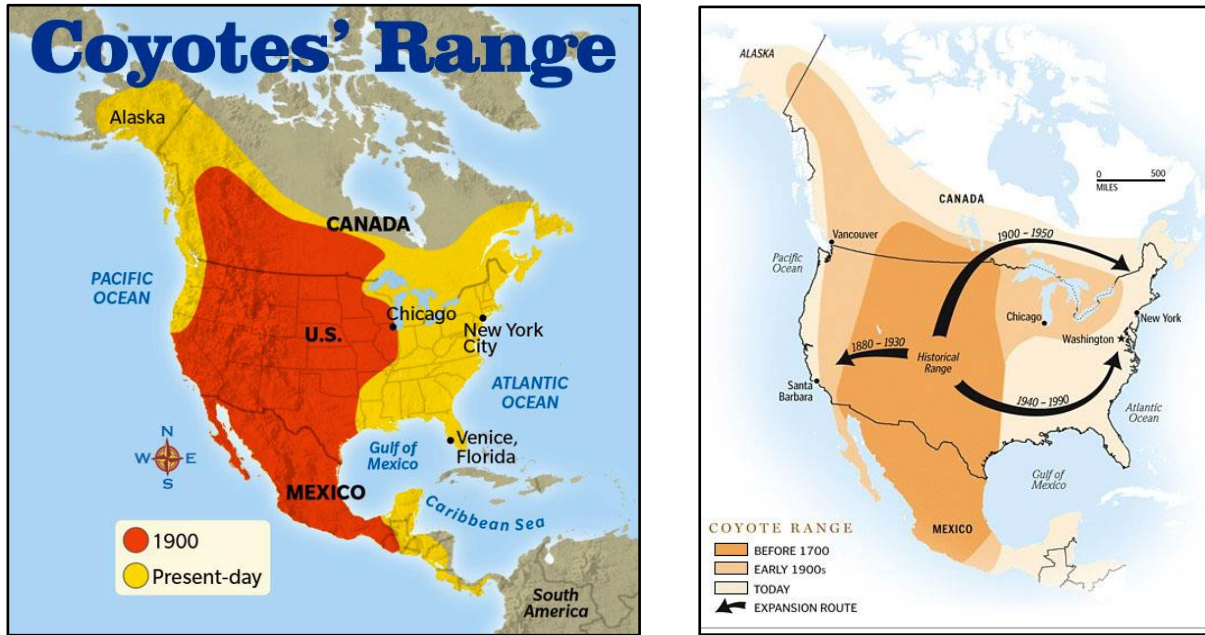 Coyotes' Range
Alaska
CANADA
PACIFIC
OCEAN
U.S.
Chicago
New York
City
ATLANTIC
OCEAN
N
W
E
S
Gulf of
Mexico
Venice,
Florida
MEXICO
Caribbean Sea
1900
Present-day
South
America
ALASKA
0 500
MILES
CANADA
Vancouver
1900 – 1950
Pacific
Ocean
Chicago
New York
Washington
1880 – 1930
Historical
Range
Santa
Barbara
1940 – 1990
Atlantic
Ocean
Gulf of
Mexico
COYOTE RANGE
MEXICO
BEFORE 1700
EARLY 1900s
TODAY
EXPANSION ROUTE